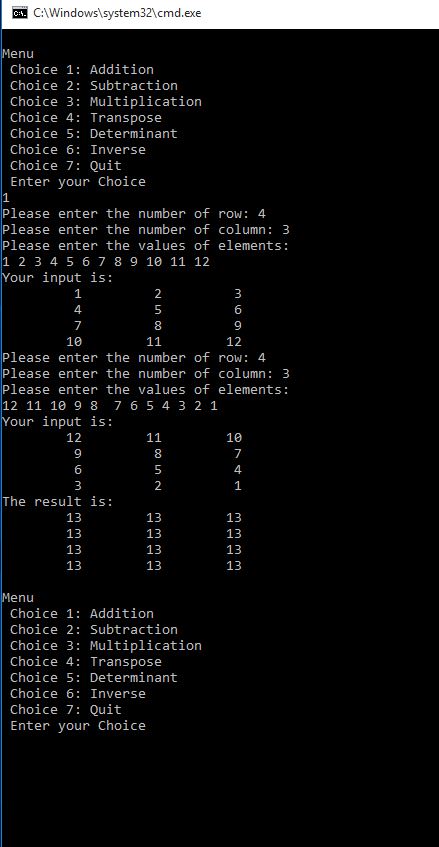 C:\Windows\system32\cmd.exe
Menu
Choice 1: Addition
Choice 2: Subtraction
Choice 3: Multiplication
Choice 4: Transpose
Choice 5: Determinant
Choice 6: Inverse
Choice 7: Quit
Enter your Choice
1
Please enter the number of row: 4
Please enter the number of column: 3
Please enter the values of elements:
1 2 3 4 5 6 7 8 9 10 11 12
Your input is:
1 2 3
4 5 6
7 8 9
10 11 12
Please enter the number of row: 4
Please enter the number of column: 3
Please enter the values of elements:
12 11 10 9 8  7 6 5 4 3 2 1
Your input is:
12 11 10
9 8 7
6 5 4
3 2 1
The result is:
13 13 13
13 13 13
13 13 13
13 13 13
Menu
Choice 1: Addition
Choice 2: Subtraction
Choice 3: Multiplication
Choice 4: Transpose
Choice 5: Determinant
Choice 6: Inverse
Choice 7: Quit
Enter your Choice